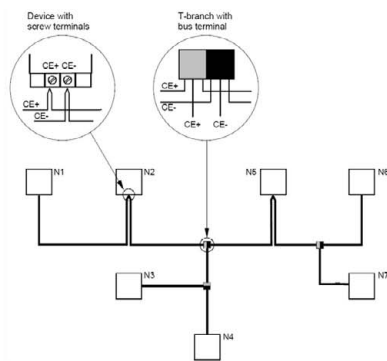 Device with
screw terminals
T-branch with
bus terminal
CE+ CE-
CE+
CE-
CE+
CE-
CE+
CE-
N1
N2
N5
N6
N3
N7
N4